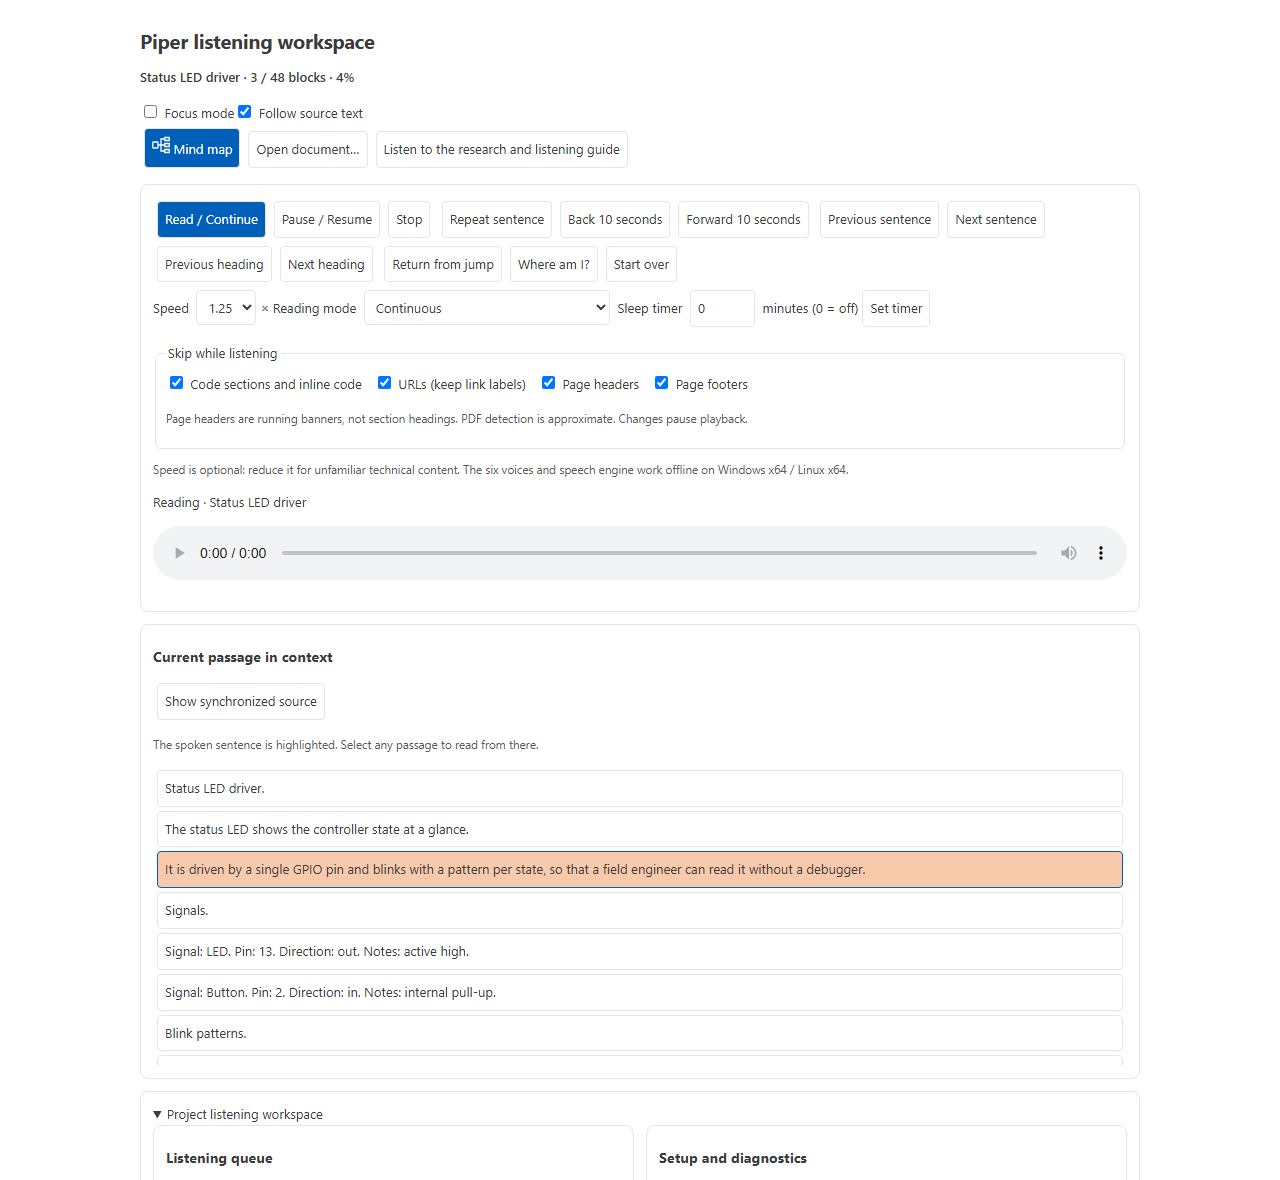 Piper listening workspace
Status LED driver · 3 / 48 blocks · 4%
Focus mode Follow source text
Mind map Open document... Listen to the research and listening guide
Read / Continue Pause / Resume Stop Repeat sentence Back 10 seconds Forward 10 seconds Previous sentence Next sentence
Previous heading Next heading Return from jump Where am I? Start over
Speed 1.25 × Reading mode Continuous Sleep timer 0 minutes (0 = off) Set timer
Skip while listening
Code sections and inline code URLs (keep link labels) Page headers Page footers
Page headers are running banners, not section headings. PDF detection is approximate. Changes pause playback.
Speed is optional: reduce it for unfamiliar technical content. The six voices and speech engine work offline on Windows x64 / Linux x64.
Reading · Status LED driver
0:00 / 0:00
Current passage in context
Show synchronized source
The spoken sentence is highlighted. Select any passage to read from there.
Status LED driver.
The status LED shows the controller state at a glance.
It is driven by a single GPIO pin and blinks with a pattern per state, so that a field engineer can read it without a debugger.
Signals.
Signal: LED. Pin: 13. Direction: out. Notes: active high.
Signal: Button. Pin: 2. Direction: in. Notes: internal pull-up.
Blink patterns.
Project listening workspace
Listening queue Setup and diagnostics